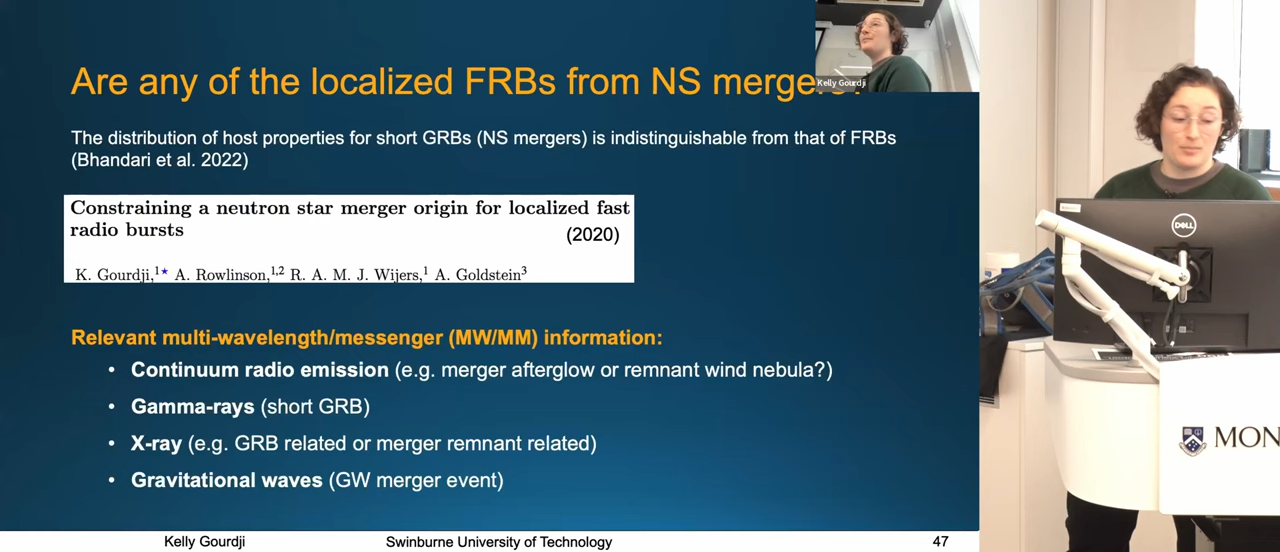 Are any of the localized FRBs from NS mergers?
Kelly Gourdji
The distribution of host properties for short GRBs (NS mergers) is indistinguishable from that of FRBs
(Bhandari et al. 2022)
Constraining a neutron star merger origin for localized fast
radio bursts
(2020)
K. Gourdji,¹★ A. Rowlinson,¹,² R. A. M. J. Wijers,¹ A. Goldstein³
Relevant multi-wavelength/messenger (MW/MM) information:
• Continuum radio emission (e.g. merger afterglow or remnant wind nebula?)
• Gamma-rays (short GRB)
• X-ray (e.g. GRB related or merger remnant related)
• Gravitational waves (GW merger event)
Kelly Gourdji
Swinburne University of Technology
47
DELL
MON